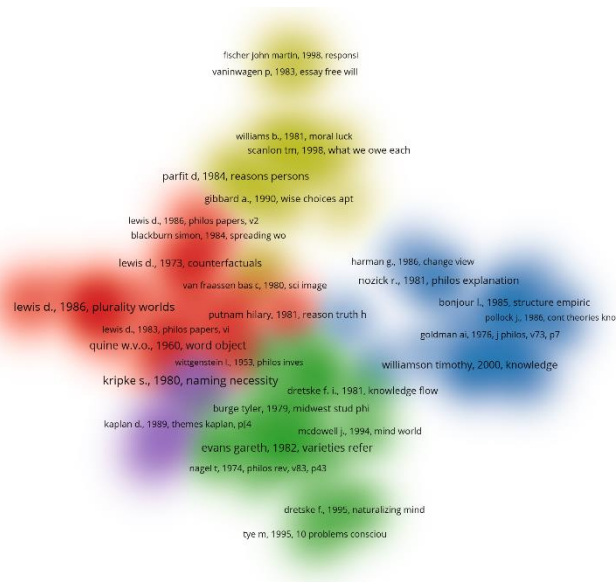 fischer john martin, 1998, responsi
vaninwagen p, 1983, essay free will
williams b., 1981, moral luck
scanlon tm, 1998, what we owe each
parfit d, 1984, reasons persons
gibbard a., 1990, wise choices apt
lewis d., 1986, philos papers, v2
blackburn simon, 1984, spreading wo
lewis d., 1973, counterfactuals
harman g., 1986, change view
nozick r., 1981, philos explanation
van fraassen bas c, 1980, sci image
lewis d., 1986, plurality worlds
bonjour l., 1985, structure empiric
putnam hilary, 1981, reason truth h
pollock j., 1986, cont theories kno
lewis d., 1983, philos papers, vi
goldman ai, 1976, j philos, v73, p7
quine w.v.o., 1960, word object
wittgenstein l., 1953, philos inves
williamson timothy, 2000, knowledge
kripke s., 1980, naming necessity
dretske f. i., 1981, knowledge flow
burge tyler, 1979, midwest stud phi
kaplan d., 1989, themes kaplan, p[4
mcdowell j., 1994, mind world
evans gareth, 1982, varieties refer
nagel t, 1974, philos rev, v83, p43
dretske f., 1995, naturalizing mind
tye m, 1995, 10 problems consciou